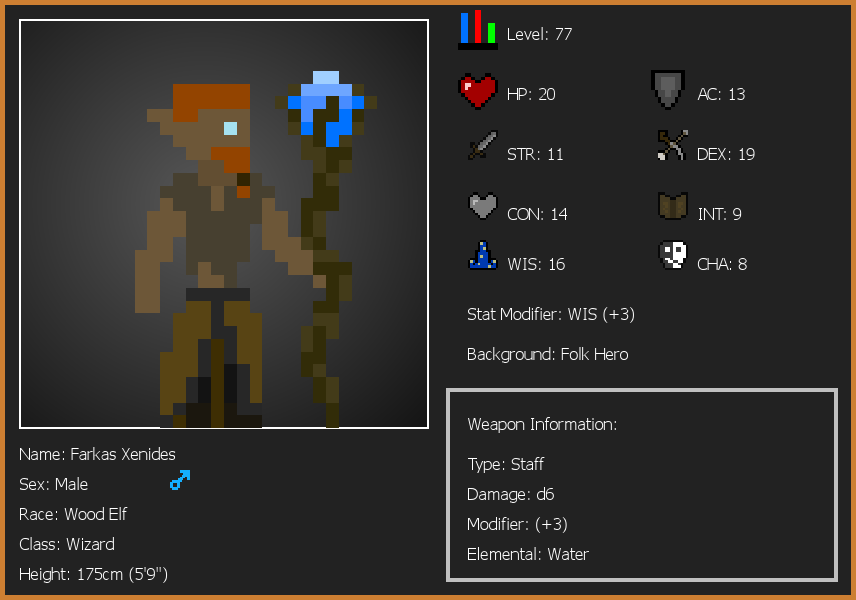 Level: 77
HP: 20
AC: 13
STR: 11
DEX: 19
CON: 14
INT: 9
WIS: 16
CHA: 8
Stat Modifier: WIS (+3)
Background: Folk Hero
Weapon Information:
Type: Staff
Damage: d6
Modifier: (+3)
Elemental: Water
Name: Farkas Xenides
Sex: Male
Race: Wood Elf
Class: Wizard
Height: 175cm (5'9")